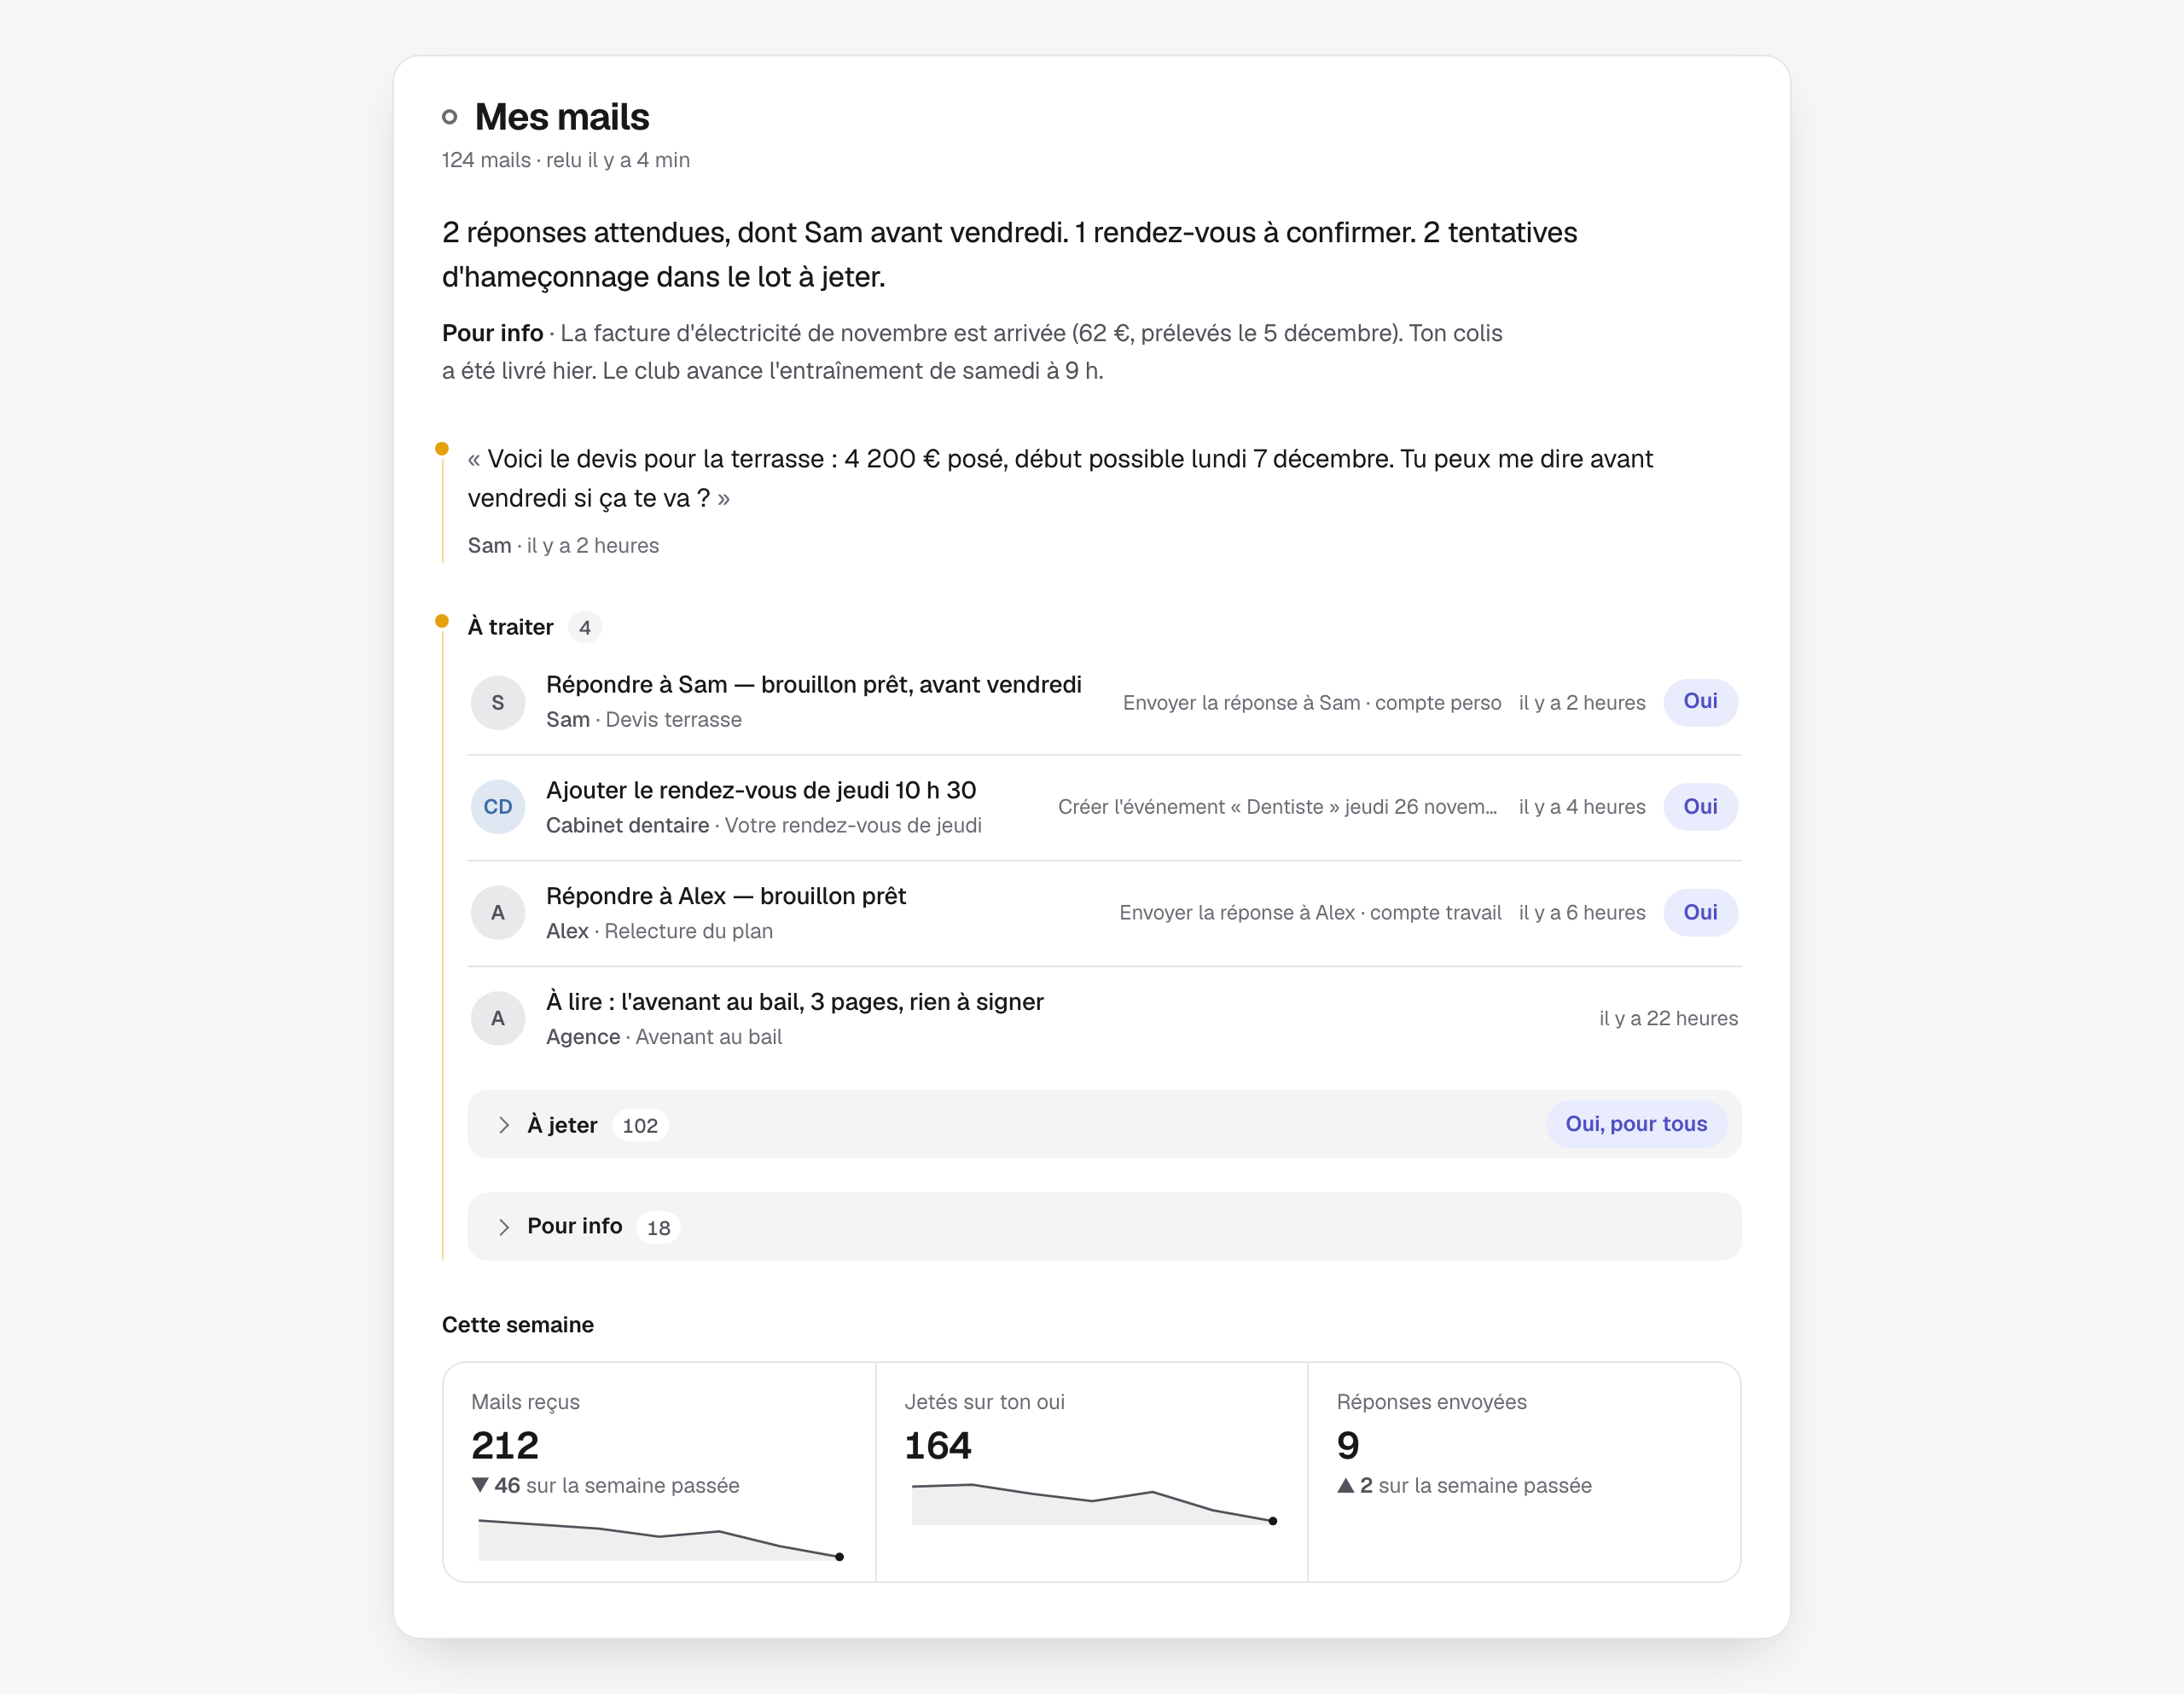 Mes mails
124 mails · relu il y a 4 min
2 réponses attendues, dont Sam avant vendredi. 1 rendez-vous à confirmer. 2 tentatives
d'hameçonnage dans le lot à jeter.
Pour info · La facture d'électricité de novembre est arrivée (62 €, prélevés le 5 décembre). Ton colis
a été livré hier. Le club avance l'entraînement de samedi à 9 h.
« Voici le devis pour la terrasse : 4 200 € posé, début possible lundi 7 décembre. Tu peux me dire avant
vendredi si ça te va ? »
Sam · il y a 2 heures
À traiter 4
S
Répondre à Sam — brouillon prêt, avant vendredi
Sam · Devis terrasse
Envoyer la réponse à Sam · compte perso il y a 2 heures Oui
CD
Ajouter le rendez-vous de jeudi 10 h 30
Cabinet dentaire · Votre rendez-vous de jeudi
Créer l'événement « Dentiste » jeudi 26 novem… il y a 4 heures Oui
A
Répondre à Alex — brouillon prêt
Alex · Relecture du plan
Envoyer la réponse à Alex · compte travail il y a 6 heures Oui
A
À lire : l'avenant au bail, 3 pages, rien à signer
Agence · Avenant au bail
il y a 22 heures
À jeter 102 Oui, pour tous
Pour info 18
Cette semaine
Mails reçus
212
▼ 46 sur la semaine passée
Jetés sur ton oui
164
Réponses envoyées
9
▲ 2 sur la semaine passée